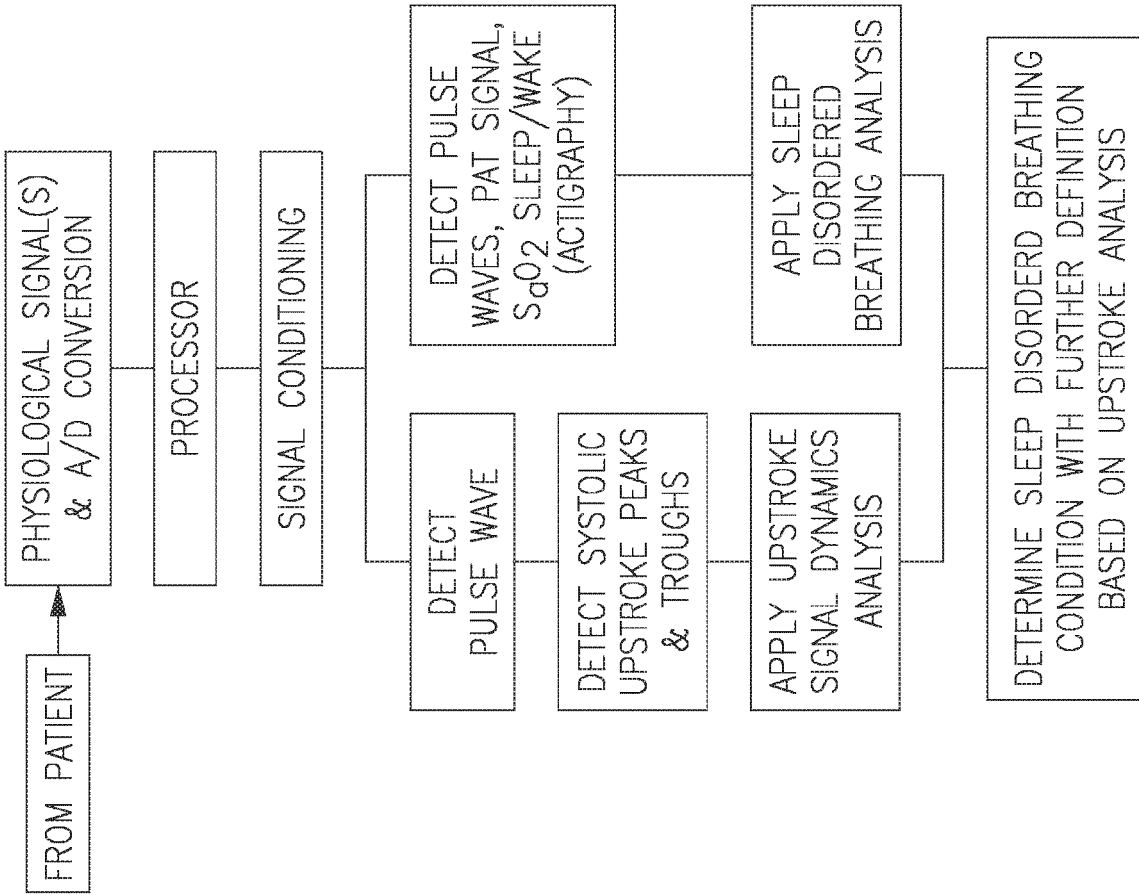 FROM PATIENT
PHYSIOLOGICAL SIGNAL(S)
& A/D CONVERSION
PROCESSOR
SIGNAL CONDITIONING
DETECT
PULSE WAVE
DETECT SYSTOLIC
UPSTROKE PEAKS
& TROUGHS
APPLY UPSTROKE
SIGNAL DYNAMICS
ANALYSIS
DETECT PULSE
WAVES, PAT SIGNAL,
SaO2 SLEEP/WAKE
(ACTIGRAPHY)
APPLY SLEEP
DISORDERED
BREATHING ANALYSIS
DETERMINE SLEEP DISORDERD BREATHING
CONDITION WITH FURTHER DEFINITION
BASED ON UPSTROKE ANALYSIS